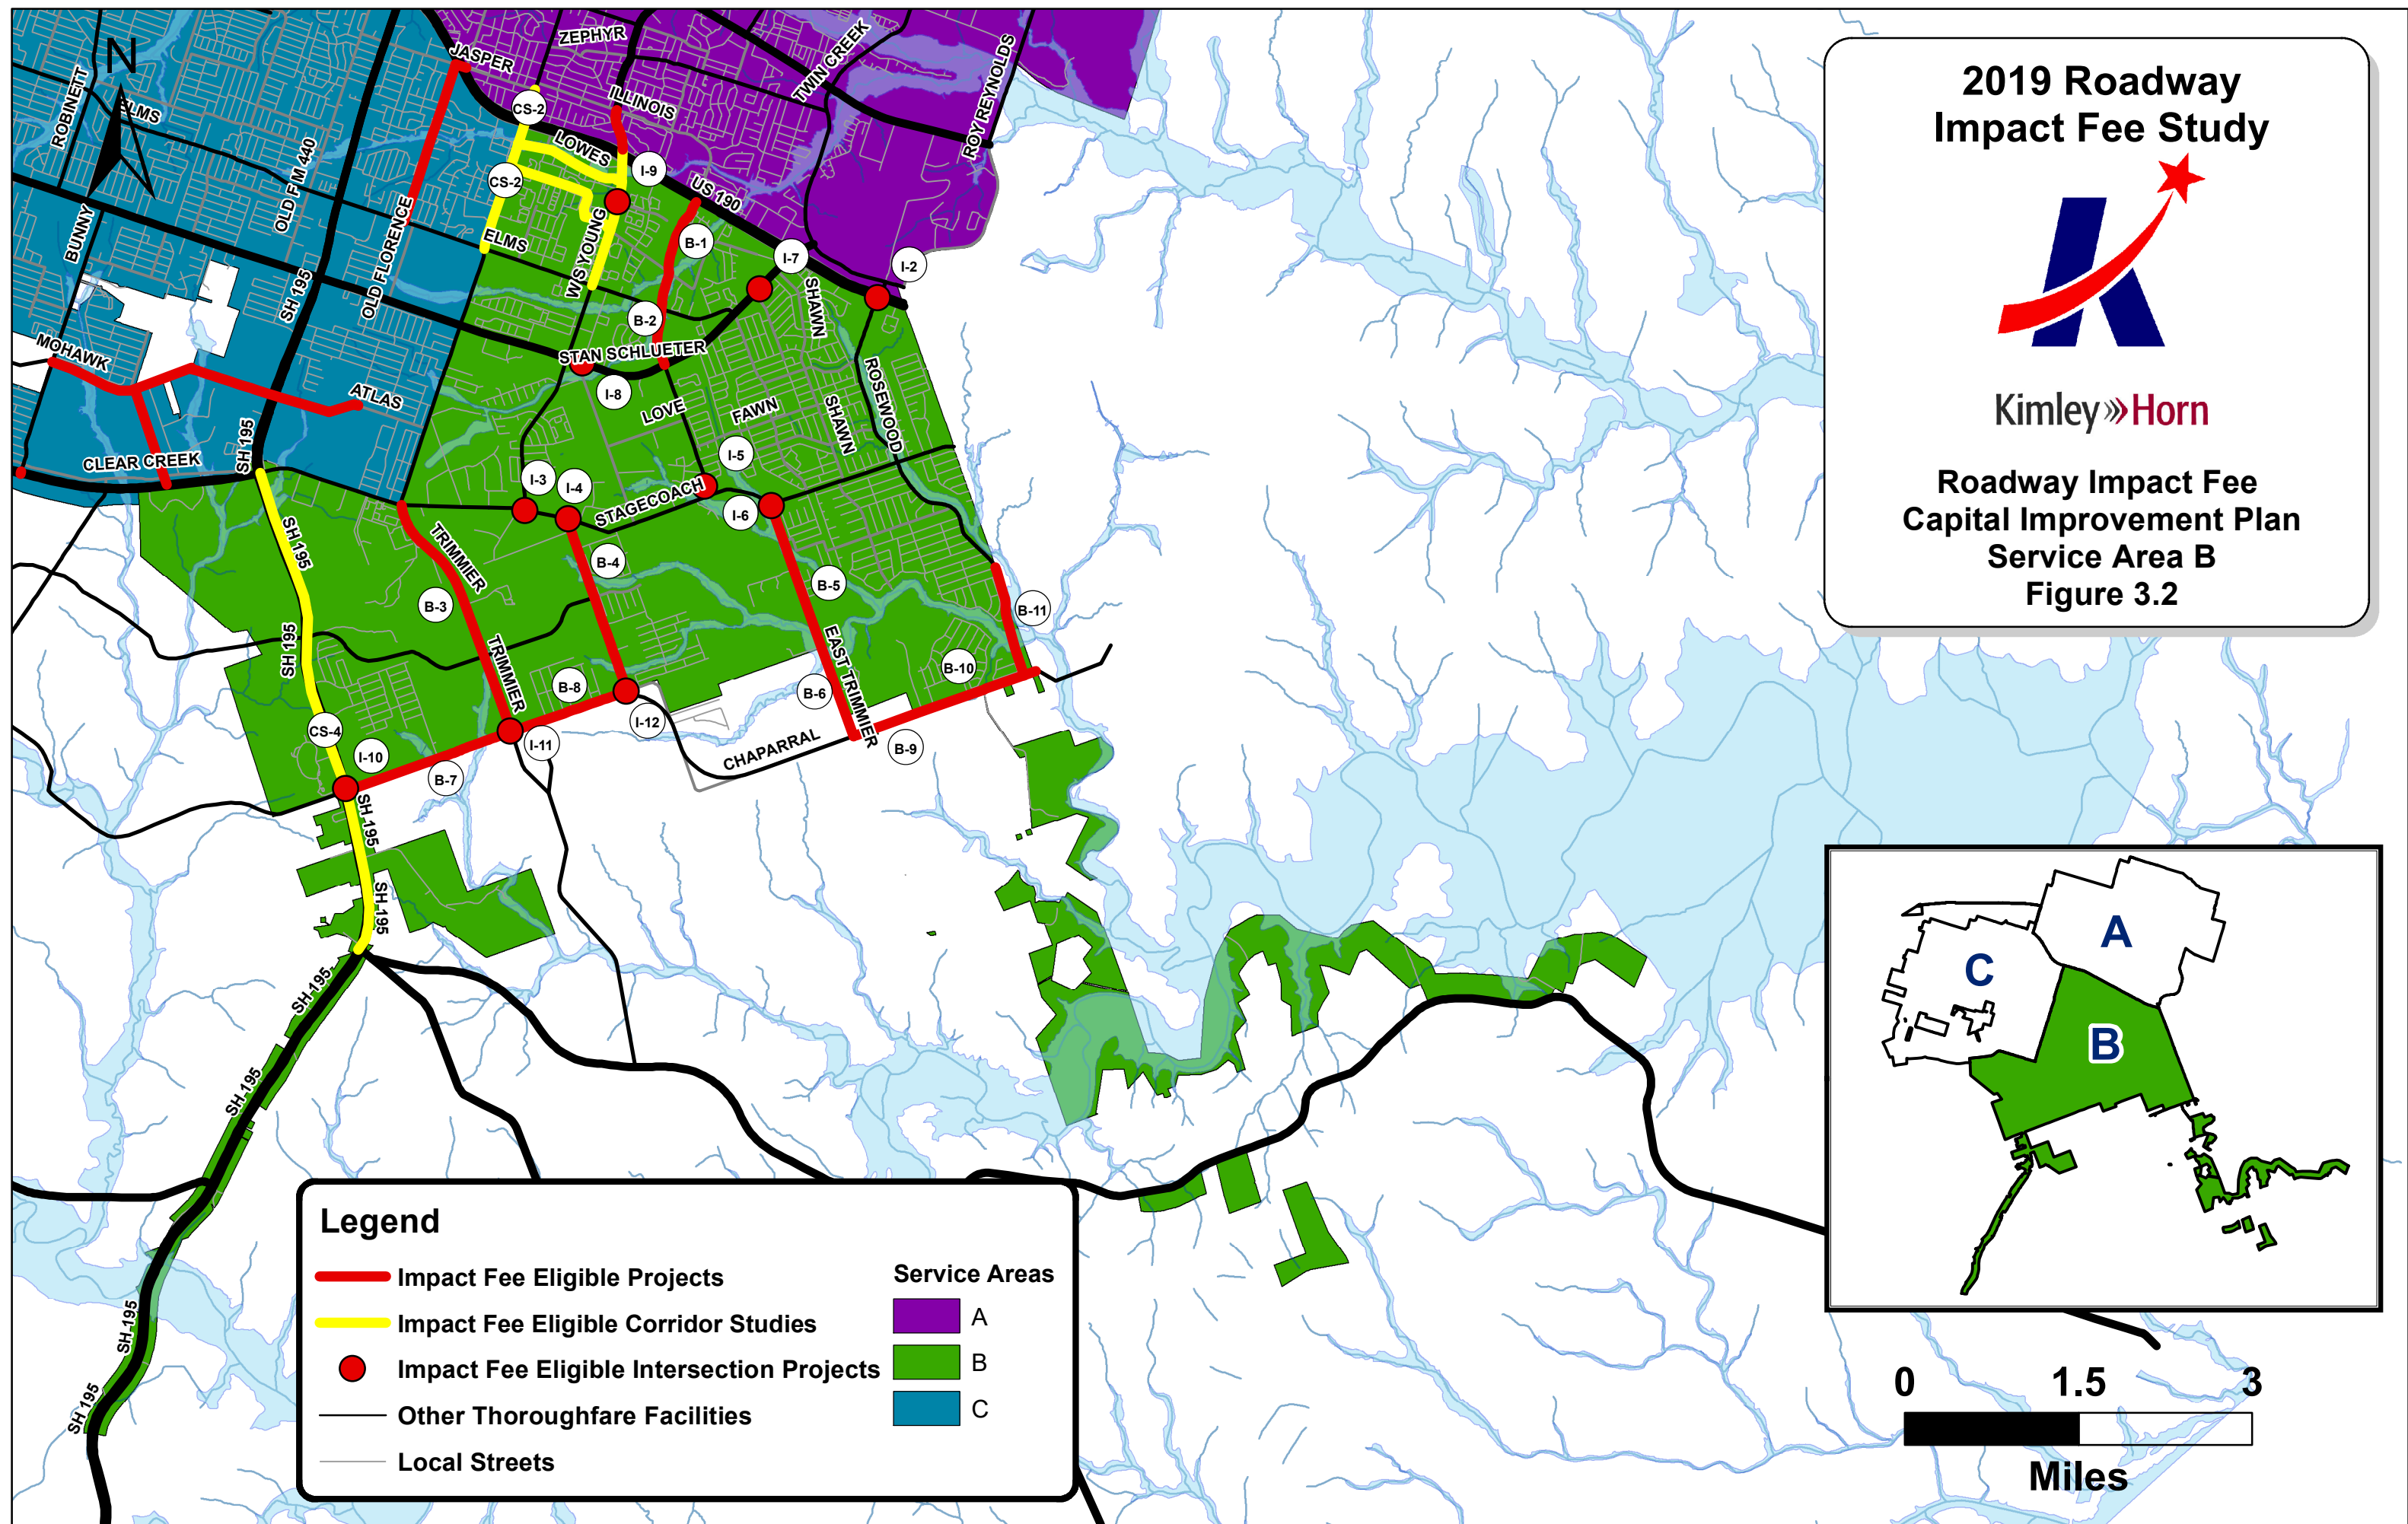 2019 Roadway
Impact Fee Study
Kimley»Horn
Roadway Impact Fee
Capital Improvement Plan
Service Area B
Figure 3.2
N
ROBINETT
ELMS
BUNNY
OLD FM 440
SH 195
OLD FLORENCE
JASPER
ZEPHYR
ILLINOIS
TWIN CREEK
ROY REYNOLDS
CS-2
LOWES
CS-2
I-9
US 190
ELMS
WS YOUNG
B-1
I-7
I-2
B-2
SHAWN
STAN SCHLUETER
I-8
ROSEWOOD
MOHAWK
ATLAS
LOVE
FAWN
SHAWN
CLEAR CREEK
SH 195
I-5
I-3
I-4
STAGECOACH
I-6
SH 195
TRIMMIER
B-4
B-5
B-3
B-11
SH 195
TRIMMIER
EAST TRIMMIER
B-10
B-8
B-6
CS-4
I-12
I-11
I-10
CHAPARRAL
B-9
B-7
SH 195
SH 195
SH 195
SH 195
SH 195
SH 195
A
C
B
Legend
Impact Fee Eligible Projects
Impact Fee Eligible Corridor Studies
Impact Fee Eligible Intersection Projects
Other Thoroughfare Facilities
Local Streets
Service Areas
A
B
C
0 1.5 3
Miles